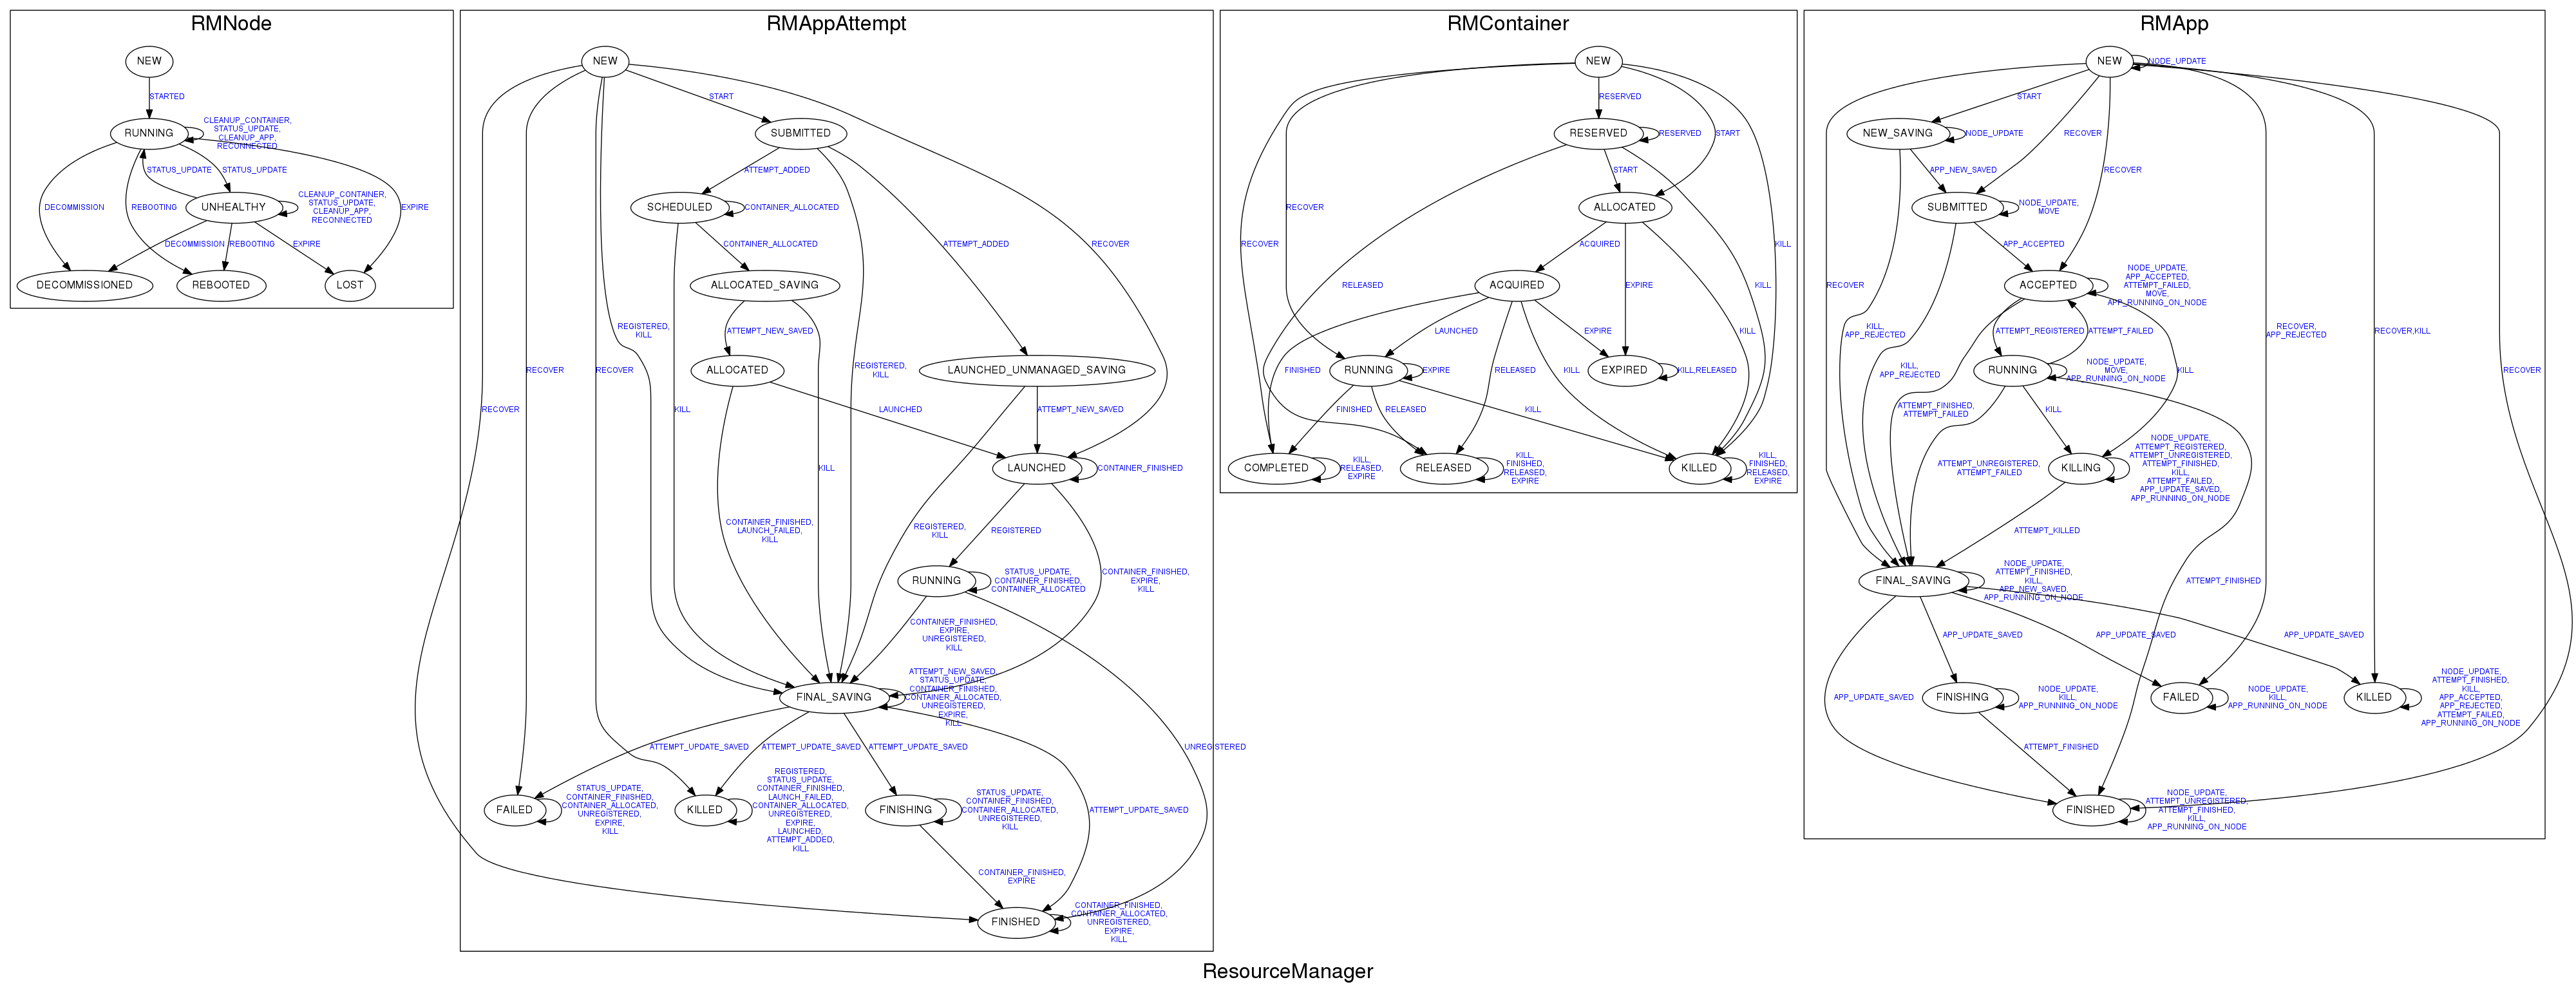 RMNode
NEW
STARTED
RUNNING
CLEANUP_CONTAINER,
STATUS_UPDATE,
CLEANUP_APP,
RECONNECTED
STATUS_UPDATE
STATUS_UPDATE
DECOMMISSION
REBOOTING
UNHEALTHY
CLEANUP_CONTAINER,
STATUS_UPDATE,
CLEANUP_APP,
RECONNECTED
EXPIRE
DECOMMISSION
REBOOTING
EXPIRE
DECOMMISSIONED
REBOOTED
LOST
RMAppAttempt
NEW
START
SUBMITTED
ATTEMPT_ADDED
SCHEDULED
CONTAINER_ALLOCATED
CONTAINER_ALLOCATED
ATTEMPT_ADDED
RECOVER
ALLOCATED_SAVING
REGISTERED,
KILL
ATTEMPT_NEW_SAVED
RECOVER
RECOVER
ALLOCATED
REGISTERED,
KILL
LAUNCHED_UNMANAGED_SAVING
RECOVER
KILL
LAUNCHED
ATTEMPT_NEW_SAVED
KILL
LAUNCHED
CONTAINER_FINISHED
CONTAINER_FINISHED,
LAUNCH_FAILED,
KILL
REGISTERED,
KILL
REGISTERED
RUNNING
STATUS_UPDATE,
CONTAINER_FINISHED,
CONTAINER_ALLOCATED
CONTAINER_FINISHED,
EXPIRE,
KILL
CONTAINER_FINISHED,
EXPIRE,
UNREGISTERED,
KILL
FINAL_SAVING
ATTEMPT_NEW_SAVED,
STATUS_UPDATE,
CONTAINER_FINISHED,
CONTAINER_ALLOCATED,
UNREGISTERED,
EXPIRE,
KILL
ATTEMPT_UPDATE_SAVED
ATTEMPT_UPDATE_SAVED
ATTEMPT_UPDATE_SAVED
UNREGISTERED
FAILED
STATUS_UPDATE,
CONTAINER_FINISHED,
CONTAINER_ALLOCATED,
UNREGISTERED,
EXPIRE,
KILL
KILLED
REGISTERED,
STATUS_UPDATE,
CONTAINER_FINISHED,
LAUNCH_FAILED,
CONTAINER_ALLOCATED,
UNREGISTERED,
EXPIRE,
LAUNCHED,
ATTEMPT_ADDED,
KILL
FINISHING
STATUS_UPDATE,
CONTAINER_FINISHED,
CONTAINER_ALLOCATED,
UNREGISTERED,
KILL
ATTEMPT_UPDATE_SAVED
CONTAINER_FINISHED,
EXPIRE
FINISHED
CONTAINER_FINISHED,
CONTAINER_ALLOCATED,
UNREGISTERED,
EXPIRE,
KILL
RMContainer
NEW
RESERVED
RESERVED
RESERVED
START
START
RECOVER
ALLOCATED
RECOVER
ACQUIRED
KILL
RELEASED
ACQUIRED
EXPIRE
KILL
LAUNCHED
EXPIRE
KILL
FINISHED
RUNNING
EXPIRE
RELEASED
KILL
EXPIRED
KILL,RELEASED
FINISHED
RELEASED
KILL
COMPLETED
KILL,
RELEASED,
EXPIRE
RELEASED
KILL,
FINISHED,
RELEASED,
EXPIRE
KILLED
KILL,
FINISHED,
RELEASED,
EXPIRE
RMApp
NEW
NODE_UPDATE
START
NEW_SAVING
NODE_UPDATE
RECOVER
APP_NEW_SAVED
RECOVER
SUBMITTED
NODE_UPDATE,
MOVE
APP_ACCEPTED
RECOVER
ACCEPTED
NODE_UPDATE,
APP_ACCEPTED,
ATTEMPT_FAILED,
MOVE,
APP_RUNNING_ON_NODE
KILL,
APP_REJECTED
ATTEMPT_REGISTERED
ATTEMPT_FAILED
RECOVER,
APP_REJECTED
RECOVER,KILL
KILL,
APP_REJECTED
RUNNING
NODE_UPDATE,
MOVE,
APP_RUNNING_ON_NODE
KILL
RECOVER
ATTEMPT_FINISHED,
ATTEMPT_FAILED
KILL
ATTEMPT_UNREGISTERED,
ATTEMPT_FAILED
KILLING
NODE_UPDATE,
ATTEMPT_REGISTERED,
ATTEMPT_UNREGISTERED,
ATTEMPT_FINISHED,
KILL,
ATTEMPT_FAILED,
APP_UPDATE_SAVED,
APP_RUNNING_ON_NODE
ATTEMPT_KILLED
FINAL_SAVING
NODE_UPDATE,
ATTEMPT_FINISHED,
KILL,
APP_NEW_SAVED,
APP_RUNNING_ON_NODE
ATTEMPT_FINISHED
APP_UPDATE_SAVED
APP_UPDATE_SAVED
APP_UPDATE_SAVED
APP_UPDATE_SAVED
FINISHING
NODE_UPDATE,
KILL,
APP_RUNNING_ON_NODE
FAILED
NODE_UPDATE,
KILL,
APP_RUNNING_ON_NODE
KILLED
NODE_UPDATE,
ATTEMPT_FINISHED,
KILL,
APP_ACCEPTED,
APP_REJECTED,
ATTEMPT_FAILED,
APP_RUNNING_ON_NODE
ATTEMPT_FINISHED
FINISHED
NODE_UPDATE,
ATTEMPT_UNREGISTERED,
ATTEMPT_FINISHED,
KILL,
APP_RUNNING_ON_NODE
ResourceManager